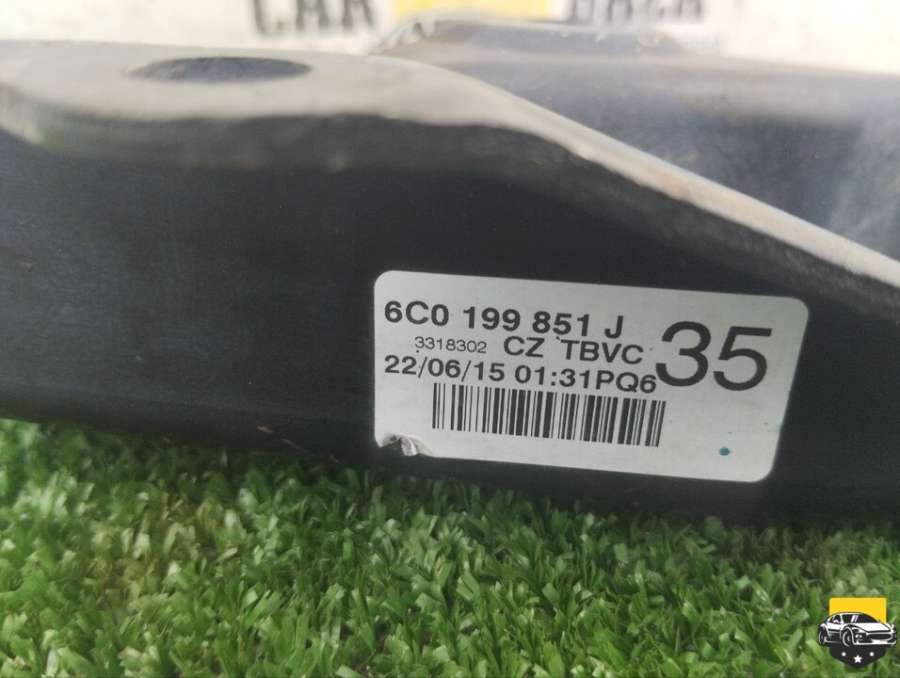 6C0 199 851 J
3318302 CZ TBVC 35
22/06/15 01:31PQ6